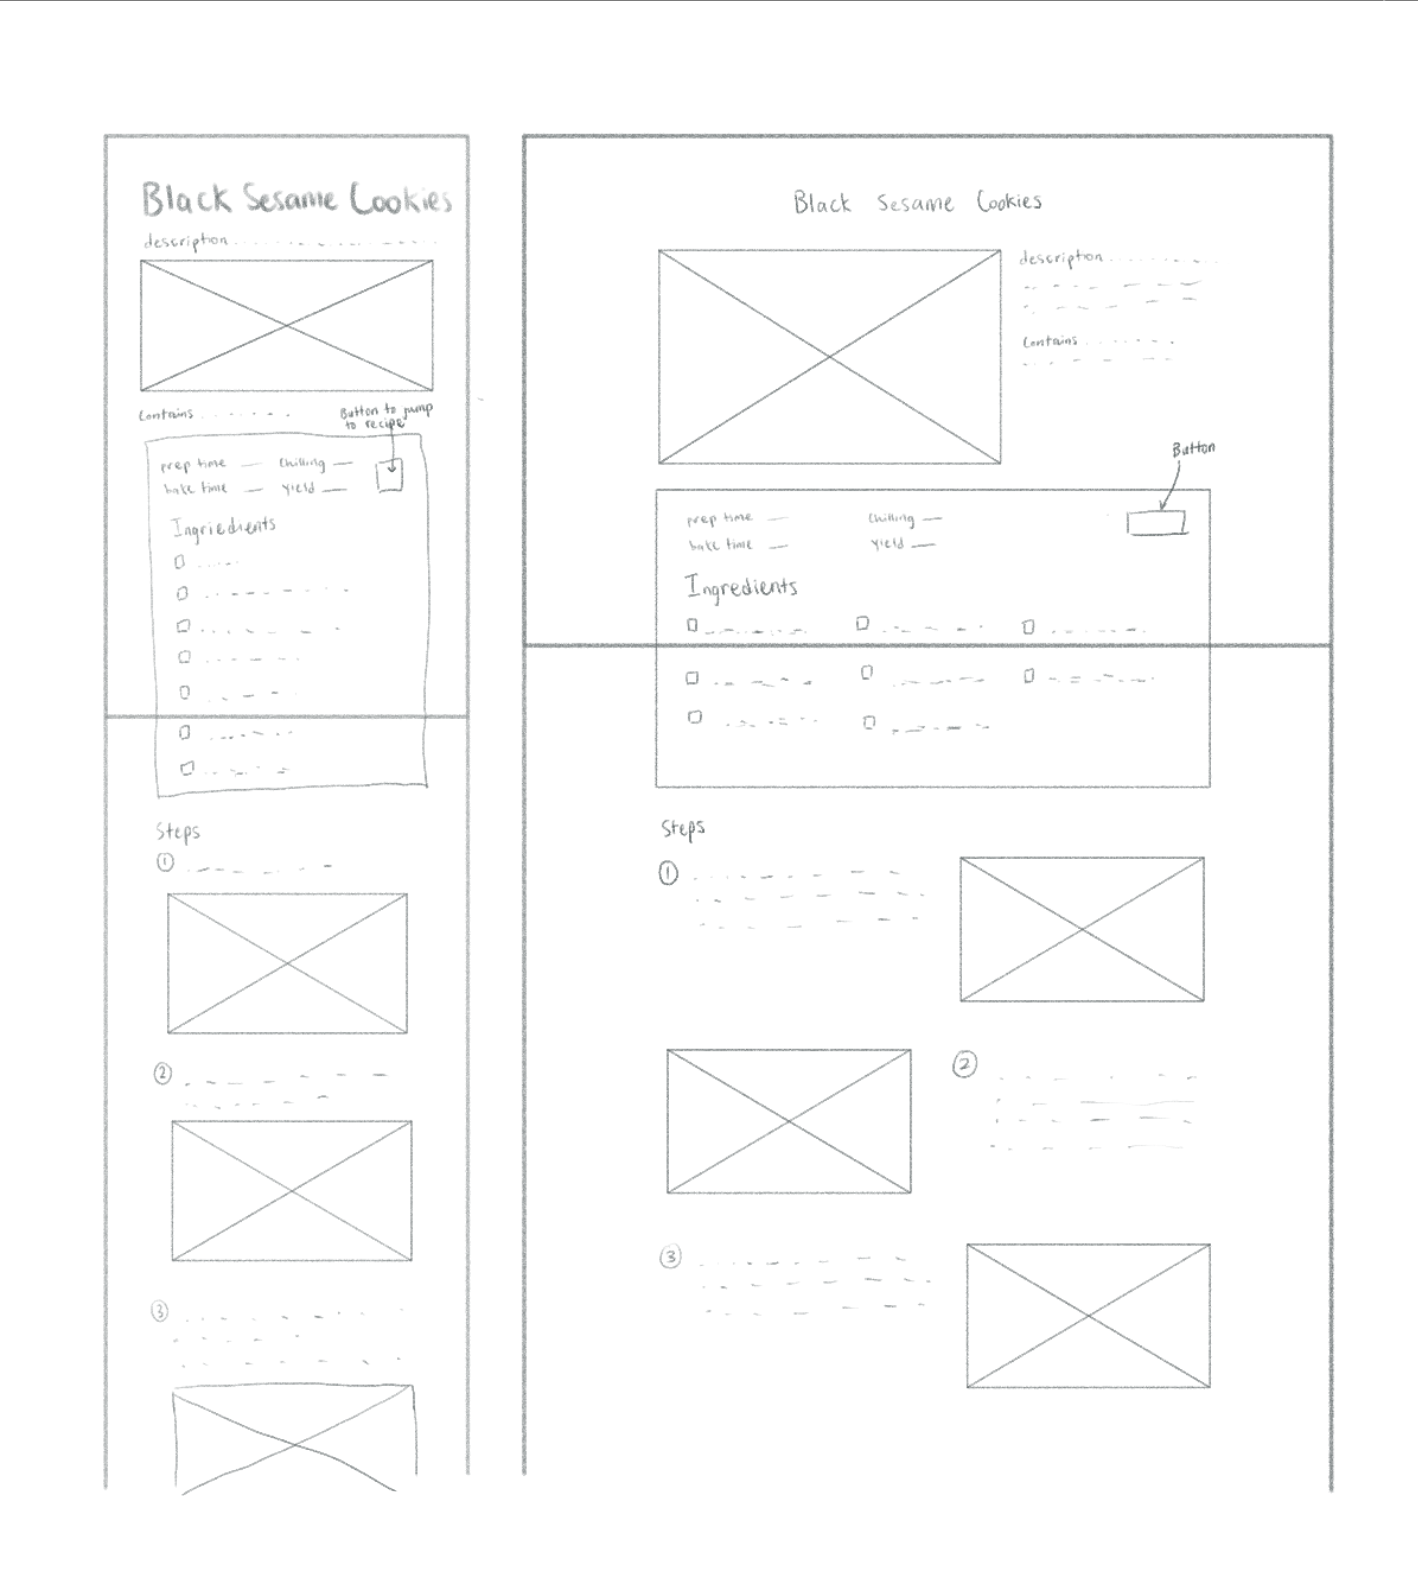 Black Sesame Cookies
description
Contains
Button to jump
to recipe
prep time
Chilling
bake time
Yield
Ingriedients
Steps
1
2
3
Black Sesame Cookies
description
Contains
Button
prep time
Chilling
bake time
Yield
Ingredients
Steps
1
2
3